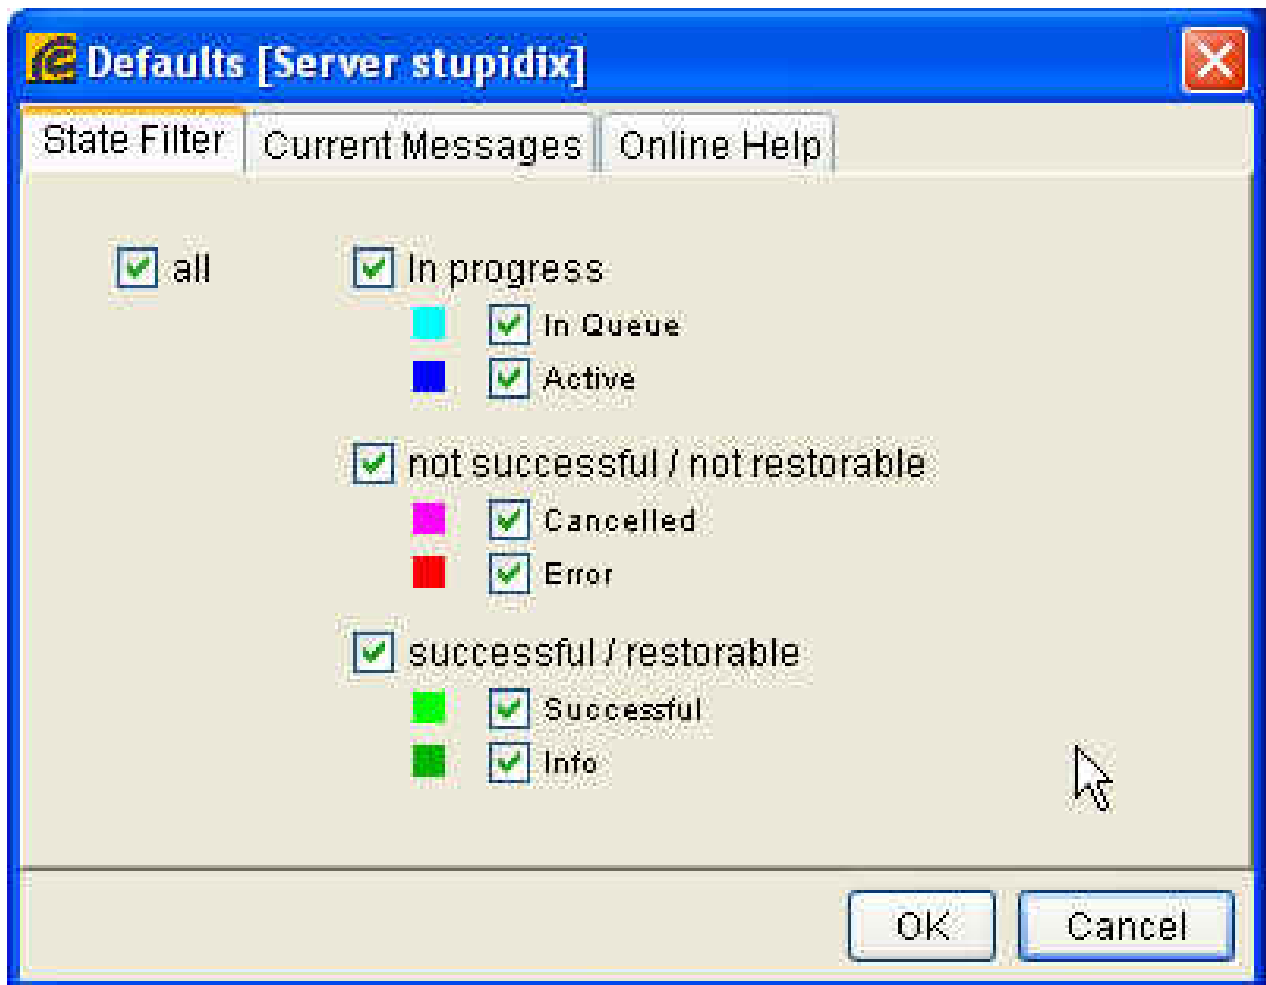 Defaults [Server stupidix]
State Filter Current Messages Online Help
all In progress
In Queue
Active
not successful / not restorable
Cancelled
Error
successful / restorable
Successful
Info
OK Cancel